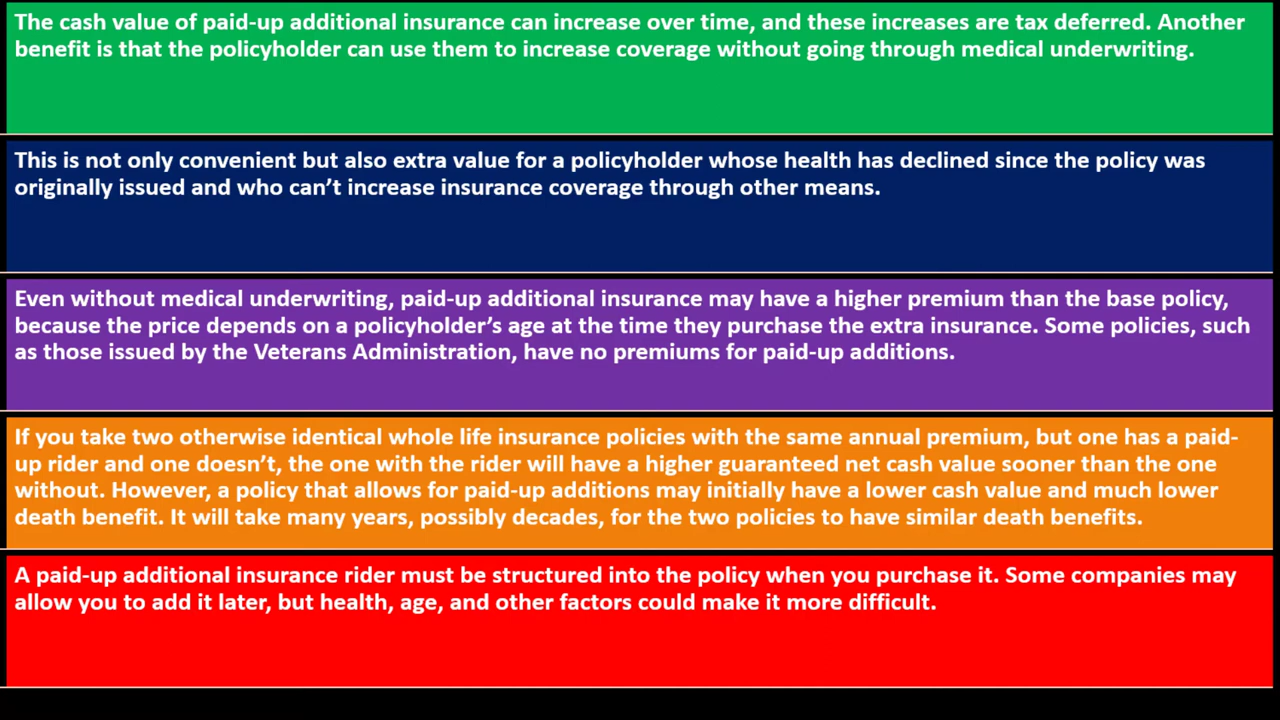 The cash value of paid-up additional insurance can increase over time, and these increases are tax deferred. Another
benefit is that the policyholder can use them to increase coverage without going through medical underwriting.
This is not only convenient but also extra value for a policyholder whose health has declined since the policy was
originally issued and who can’t increase insurance coverage through other means.
Even without medical underwriting, paid-up additional insurance may have a higher premium than the base policy,
because the price depends on a policyholder’s age at the time they purchase the extra insurance. Some policies, such
as those issued by the Veterans Administration, have no premiums for paid-up additions.
If you take two otherwise identical whole life insurance policies with the same annual premium, but one has a paid-
up rider and one doesn’t, the one with the rider will have a higher guaranteed net cash value sooner than the one
without. However, a policy that allows for paid-up additions may initially have a lower cash value and much lower
death benefit. It will take many years, possibly decades, for the two policies to have similar death benefits.
A paid-up additional insurance rider must be structured into the policy when you purchase it. Some companies may
allow you to add it later, but health, age, and other factors could make it more difficult.